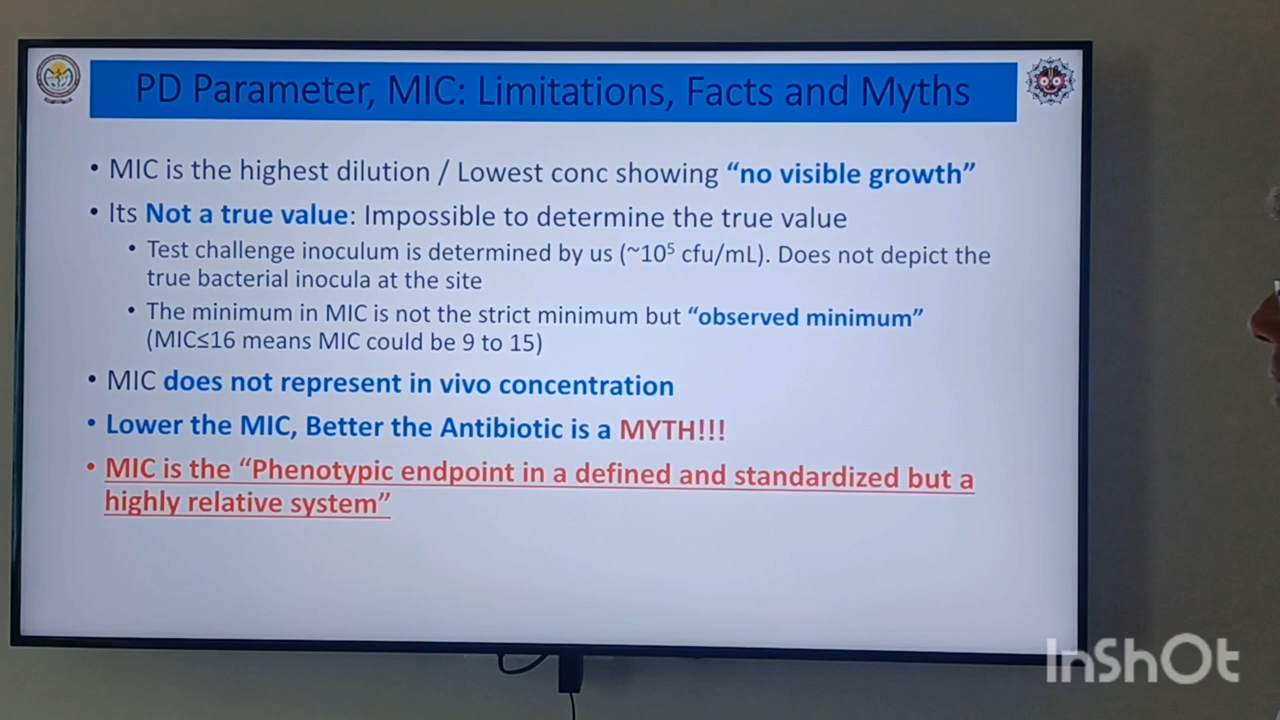 PD Parameter, MIC: Limitations, Facts and Myths
• MIC is the highest dilution / Lowest conc showing “no visible growth”
• Its Not a true value: Impossible to determine the true value
• Test challenge inoculum is determined by us (~10⁵ cfu/mL). Does not depict the
true bacterial inocula at the site
• The minimum in MIC is not the strict minimum but “observed minimum”
(MIC≤16 means MIC could be 9 to 15)
• MIC does not represent in vivo concentration
• Lower the MIC, Better the Antibiotic is a MYTH!!!
• MIC is the “Phenotypic endpoint in a defined and standardized but a
highly relative system”
InShOt